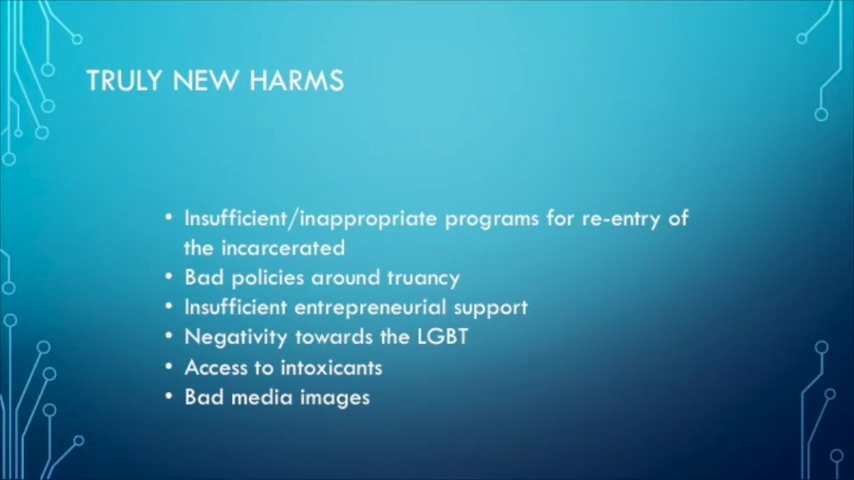 TRULY NEW HARMS
• Insufficient/inappropriate programs for re-entry of
the incarcerated
• Bad policies around truancy
• Insufficient entrepreneurial support
• Negativity towards the LGBT
• Access to intoxicants
• Bad media images